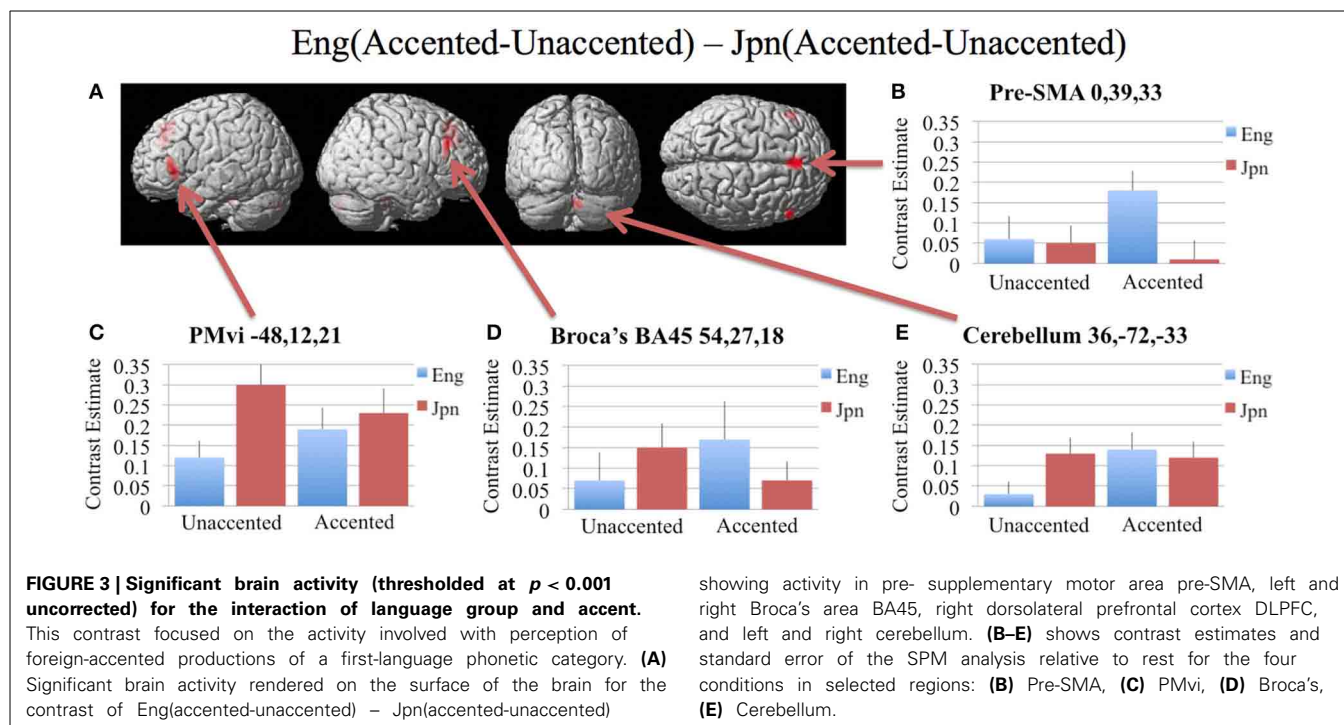 Eng(Accented-Unaccented) – Jpn(Accented-Unaccented)
A
B
Pre-SMA 0,39,33
Contrast Estimate
0.35
0.3
0.25
0.2
0.15
0.1
0.05
0
Eng
Jpn
Unaccented
Accented
C
PMvi -48,12,21
Contrast Estimate
0.35
0.3
0.25
0.2
0.15
0.1
0.05
0
Eng
Jpn
Unaccented
Accented
D
Broca's BA45 54,27,18
Contrast Estimate
0.35
0.3
0.25
0.2
0.15
0.1
0.05
0
Eng
Jpn
Unaccented
Accented
E
Cerebellum 36,-72,-33
Contrast Estimate
0.35
0.3
0.25
0.2
0.15
0.1
0.05
0
Eng
Jpn
Unaccented
Accented
FIGURE 3 | Significant brain activity (thresholded at p < 0.001
uncorrected) for the interaction of language group and accent.
This contrast focused on the activity involved with perception of
foreign-accented productions of a first-language phonetic category. (A)
Significant brain activity rendered on the surface of the brain for the
contrast of Eng(accented-unaccented) – Jpn(accented-unaccented)
showing activity in pre- supplementary motor area pre-SMA, left and
right Broca's area BA45, right dorsolateral prefrontal cortex DLPFC,
and left and right cerebellum. (B–E) shows contrast estimates and
standard error of the SPM analysis relative to rest for the four
conditions in selected regions: (B) Pre-SMA, (C) PMvi, (D) Broca's,
(E) Cerebellum.